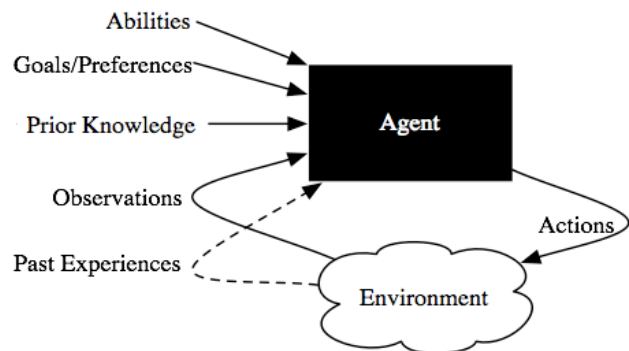 Abilities
Goals/Preferences
Prior Knowledge
Agent
Observations
Actions
Past Experiences
Environment